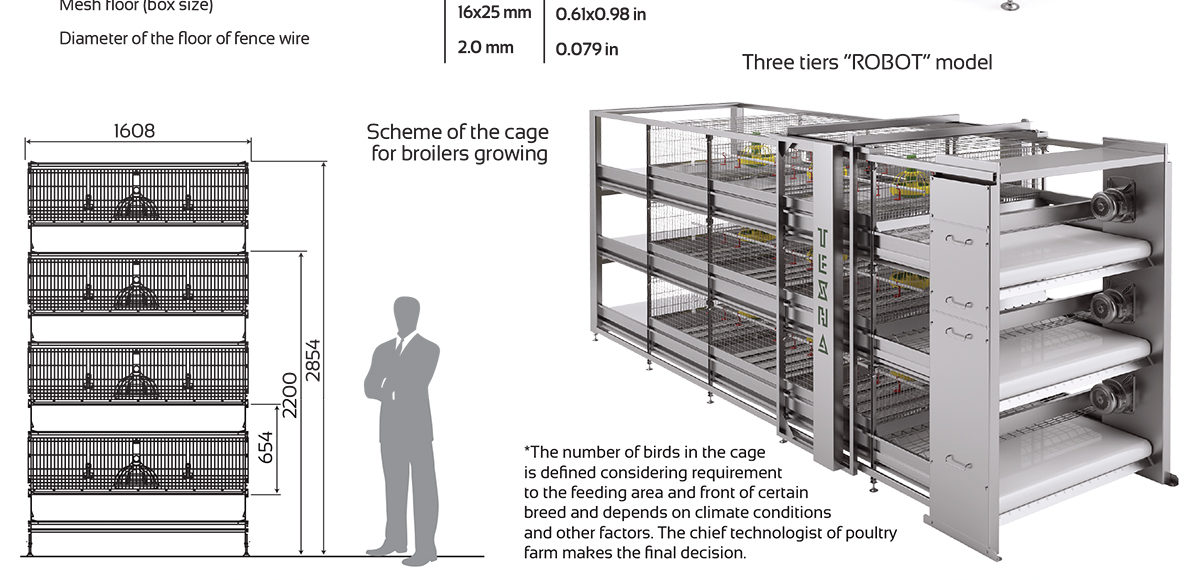 Mesh floor (box size)
16x25 mm
0.61x0.98 in
Diameter of the floor of fence wire
2.0 mm
0.079 in
Three tiers "ROBOT" model
1608
Scheme of the cage
for broilers growing
2854
2200
654
TESHA
*The number of birds in the cage
is defined considering requirement
to the feeding area and front of certain
breed and depends on climate conditions
and other factors. The chief technologist of poultry
farm makes the final decision.